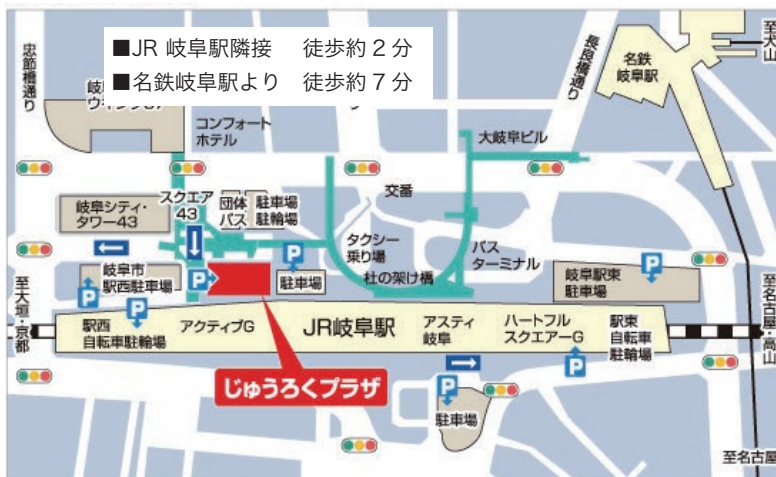 ■JR 岐阜駅隣接　徒歩約 2 分
■名鉄岐阜駅より　徒歩約 7 分
忠節橋通り
長良橋通り
至犬山
名鉄
岐阜駅
コンフォート
ホテル
大岐阜ビル
岐阜シティ・
タワー43
スクエア
43
団体
バス
駐車場
駐輪場
交番
タクシー
乗り場
バス
ターミナル
杜の架け橋
岐阜市
駅西駐車場
P
P
P
P
駐車場
岐阜駅東
駐車場
P
至大垣・京都
駅西
自転車駐輪場
アクティブG
JR岐阜駅
アスティ
岐阜
ハートフル
スクエアーG
駅東
自転車
駐輪場
至名古屋・高山
じゅうろくプラザ
P
P
駐車場
至名古屋